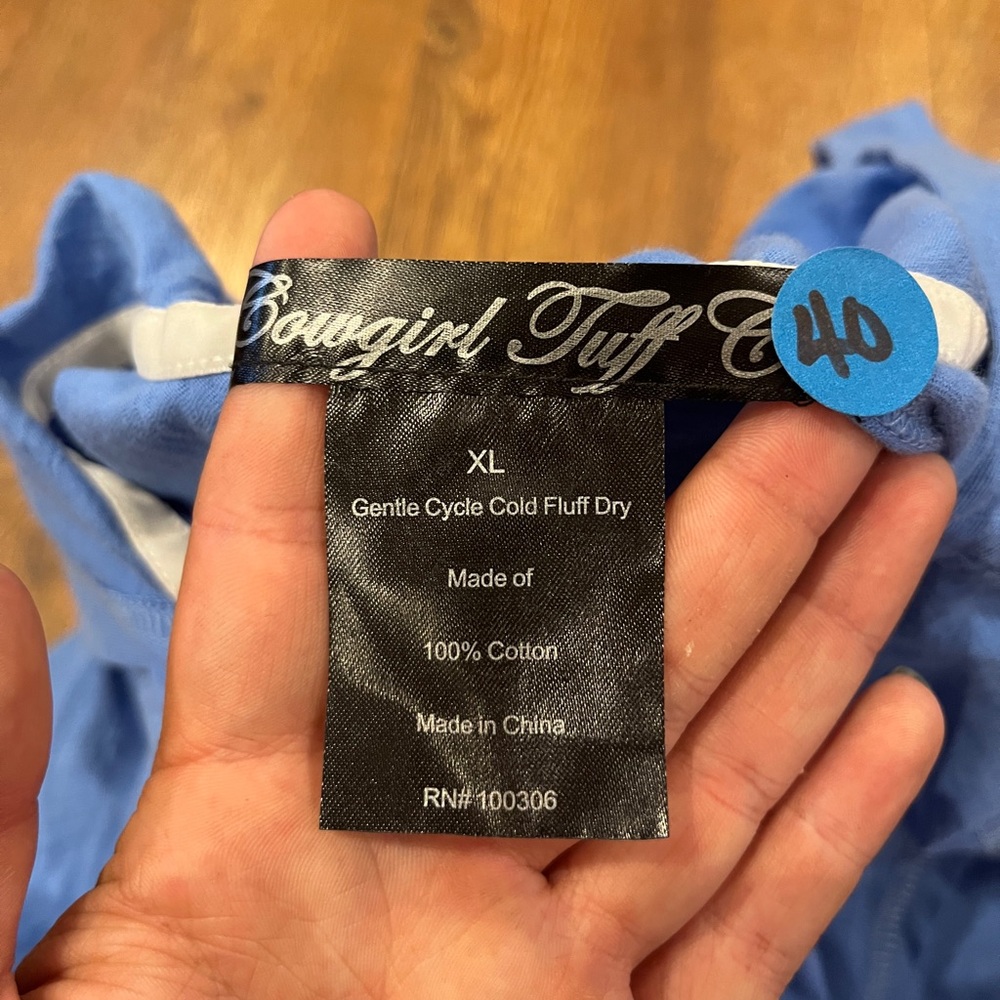 Cowgirl Tuff C
40
XL
Gentle Cycle Cold Fluff Dry
Made of
100% Cotton
Made in China
RN# 100306